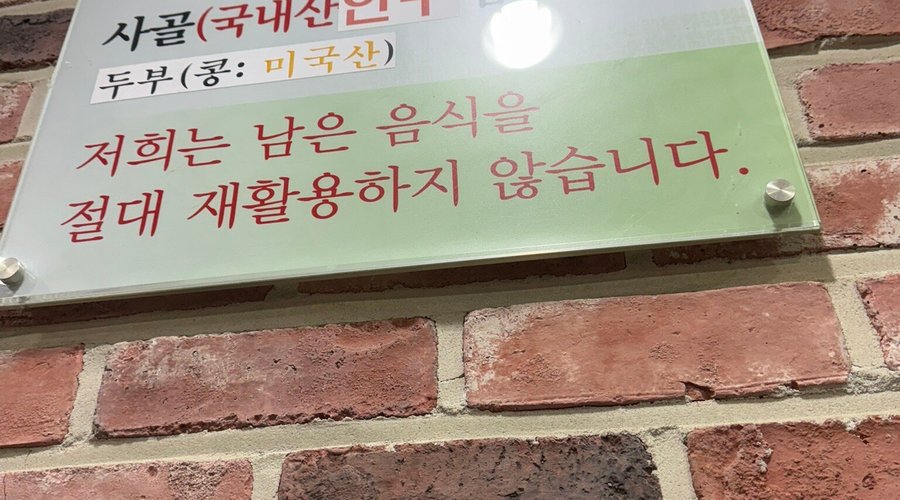 사골(국내산
두부(콩: 미국산)
저희는 남은 음식을
절대 재활용하지 않습니다.